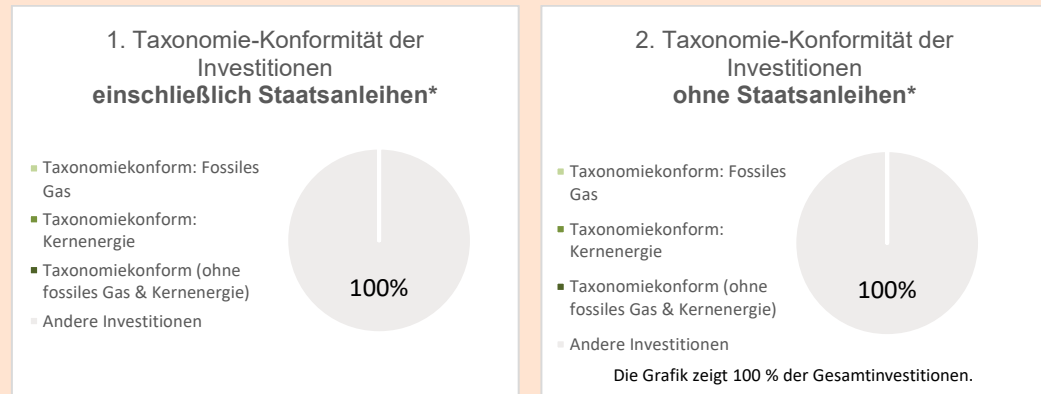 1. Taxonomie-Konformität der
Investitionen
einschließlich Staatsanleihen*
Taxonomiekonform: Fossiles
Gas
Taxonomiekonform:
Kernenergie
Taxonomiekonform (ohne
fossiles Gas & Kernenergie)
Andere Investitionen
100%
2. Taxonomie-Konformität der
Investitionen
ohne Staatsanleihen*
Taxonomiekonform: Fossiles
Gas
Taxonomiekonform:
Kernenergie
Taxonomiekonform (ohne
fossiles Gas & Kernenergie)
Andere Investitionen
100%
Die Grafik zeigt 100 % der Gesamtinvestitionen.